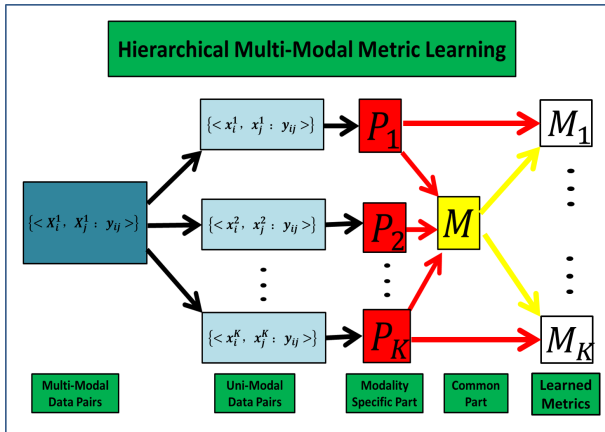 Hierarchical Multi-Modal Metric Learning
{< x_i^1, x_j^1 : y_ij >}
P_1
M_1
{< X_i^1, X_j^1 : y_ij >}
{< x_i^2, x_j^2 : y_ij >}
P_2
M
{< x_i^K, x_j^K : y_ij >}
P_K
M_K
Multi-Modal
Data Pairs
Uni-Modal
Data Pairs
Modality
Specific Part
Common
Part
Learned
Metrics